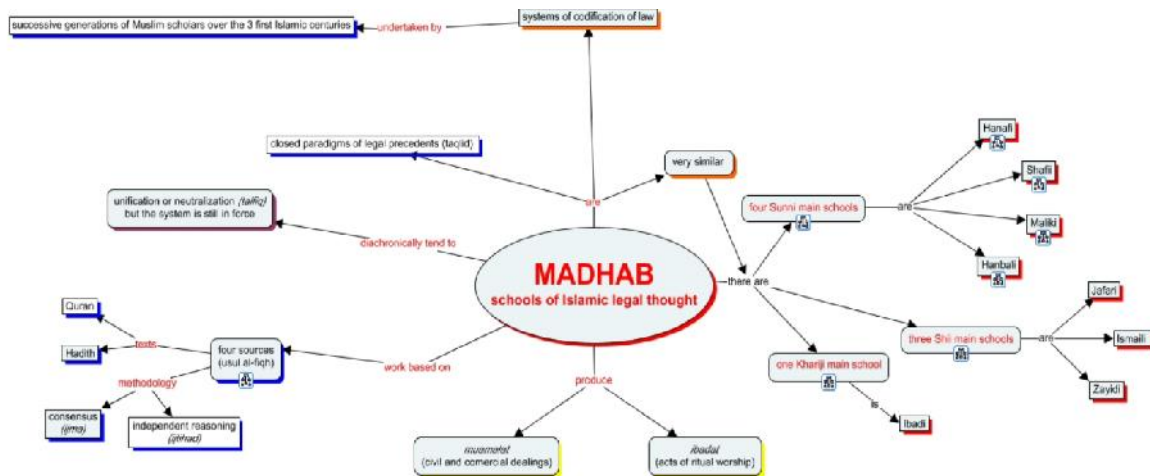 systems of codification of law
successive generations of Muslim scholars over the 3 first Islamic centuries
undertaken by
closed paradigms of legal precedents (taqlid)
very similar
are
unification or neutralization (talfiq)
but the system is still in force
diachronically tend to
MADHAB
schools of Islamic legal thought
there are
four Sunni main schools
are
Hanafi
Shafii
Maliki
Hanbali
three Shii main schools
are
Jafari
Ismaili
Zaydi
one Khariji main school
is
Ibadi
work based on
four sources
(usul al-fiqh)
texts
Quran
Hadith
methodology
consensus
(ijma)
independent reasoning
(ijtihad)
produce
muamalat
(civil and comercial dealings)
ibadat
(acts of ritual worship)